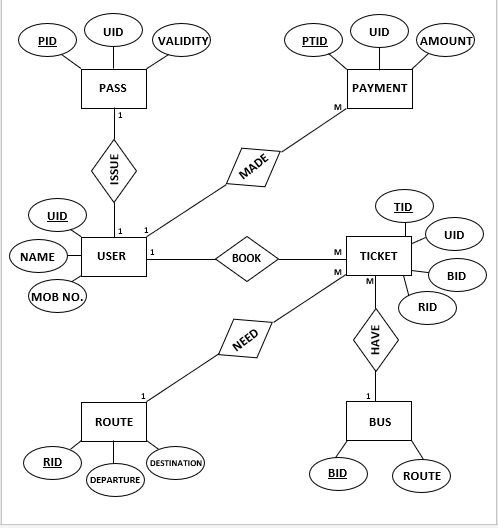 PID
UID
VALIDITY
PTID
UID
AMOUNT
PASS
PAYMENT
1
M
ISSUE
MADE
UID
TID
1
1
UID
NAME
USER
1
BOOK
M
TICKET
M
M
BID
MOB NO.
RID
NEED
HAVE
1
1
ROUTE
BUS
RID
DEPARTURE
DESTINATION
BID
ROUTE